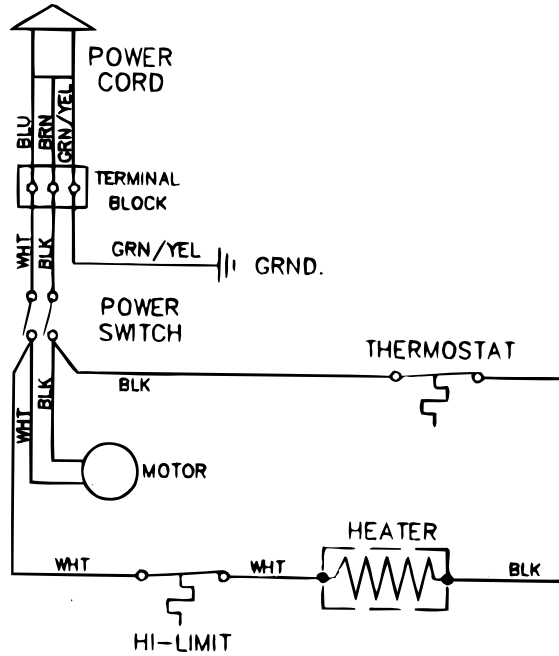 POWER
CORD
BLU
BRN
GRN/YEL
TERMINAL
BLOCK
WHT
BLK
GRN/YEL
GRND.
POWER
SWITCH
THERMOSTAT
BLK
WHT
BLK
MOTOR
HEATER
WHT
WHT
BLK
HI-LIMIT